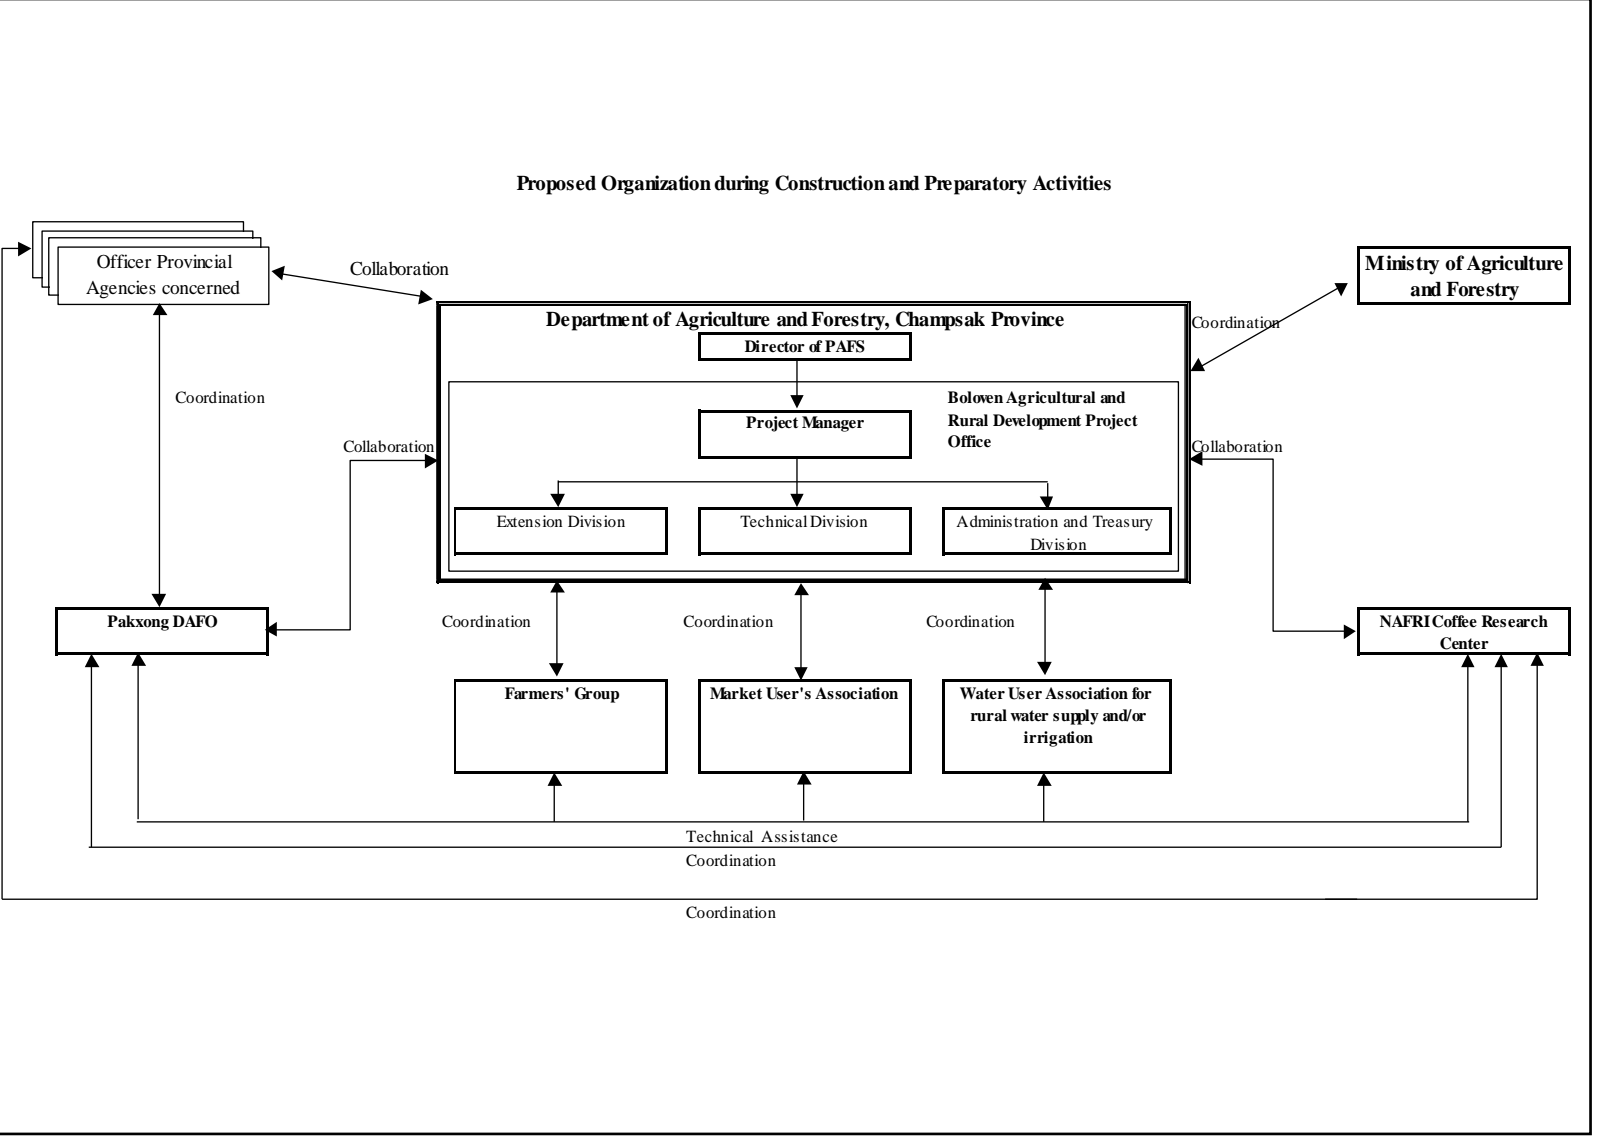 Proposed Organization during Construction and Preparatory Activities
Officer Provincial
Agencies concerned
Collaboration
Ministry of Agriculture
and Forestry
Coordination
Department of Agriculture and Forestry, Champsak Province
Director of PAFS
Boloven Agricultural and
Rural Development Project
Office
Project Manager
Coordination
Collaboration
Collaboration
Extension Division
Technical Division
Administration and Treasury
Division
Pakxong DAFO
Coordination
Coordination
Coordination
NAFRI Coffee Research
Center
Farmers' Group
Market User's Association
Water User Association for
rural water supply and/or
irrigation
Technical Assistance
Coordination
Coordination